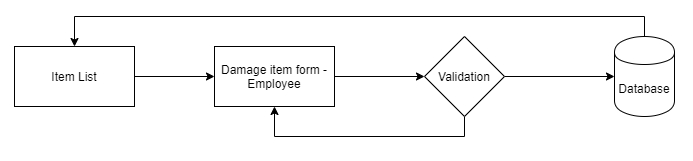 Item List
Damage item form -
Employee
Validation
Database